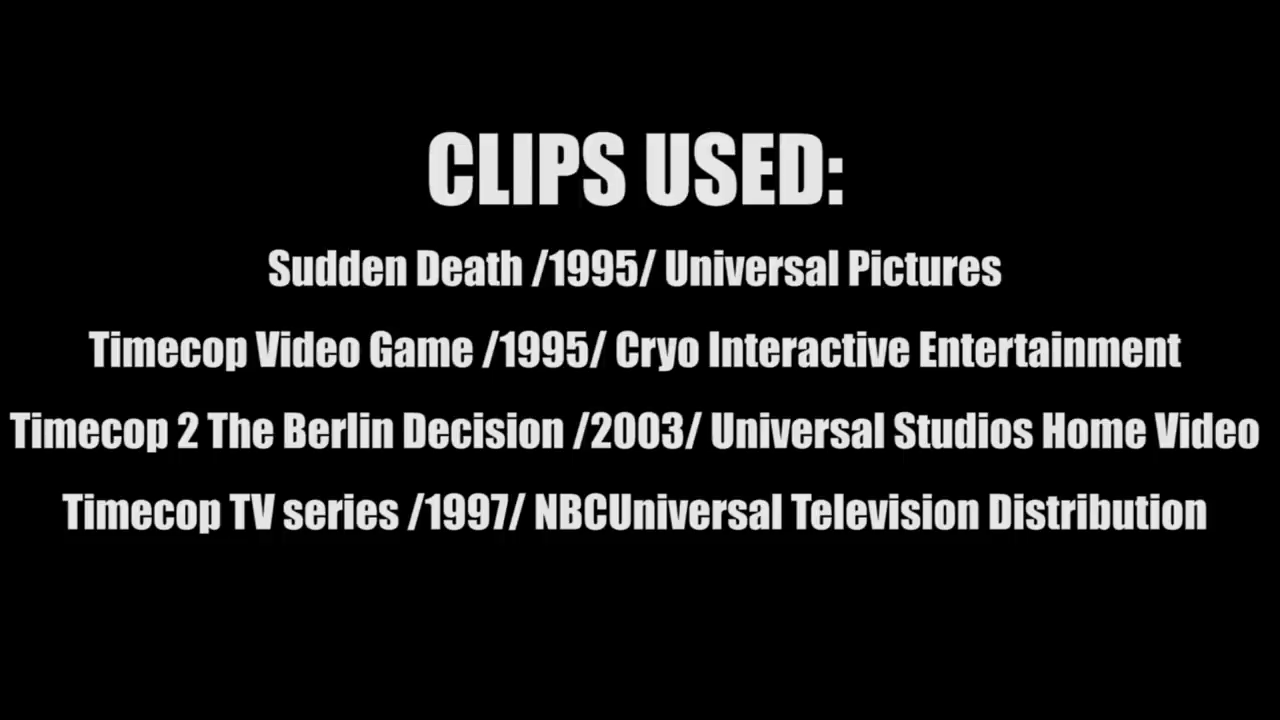 CLIPS USED:
Sudden Death /1995/ Universal Pictures
Timecop Video Game /1995/ Cryo Interactive Entertainment
Timecop 2 The Berlin Decision /2003/ Universal Studios Home Video
Timecop TV series /1997/ NBCUniversal Television Distribution